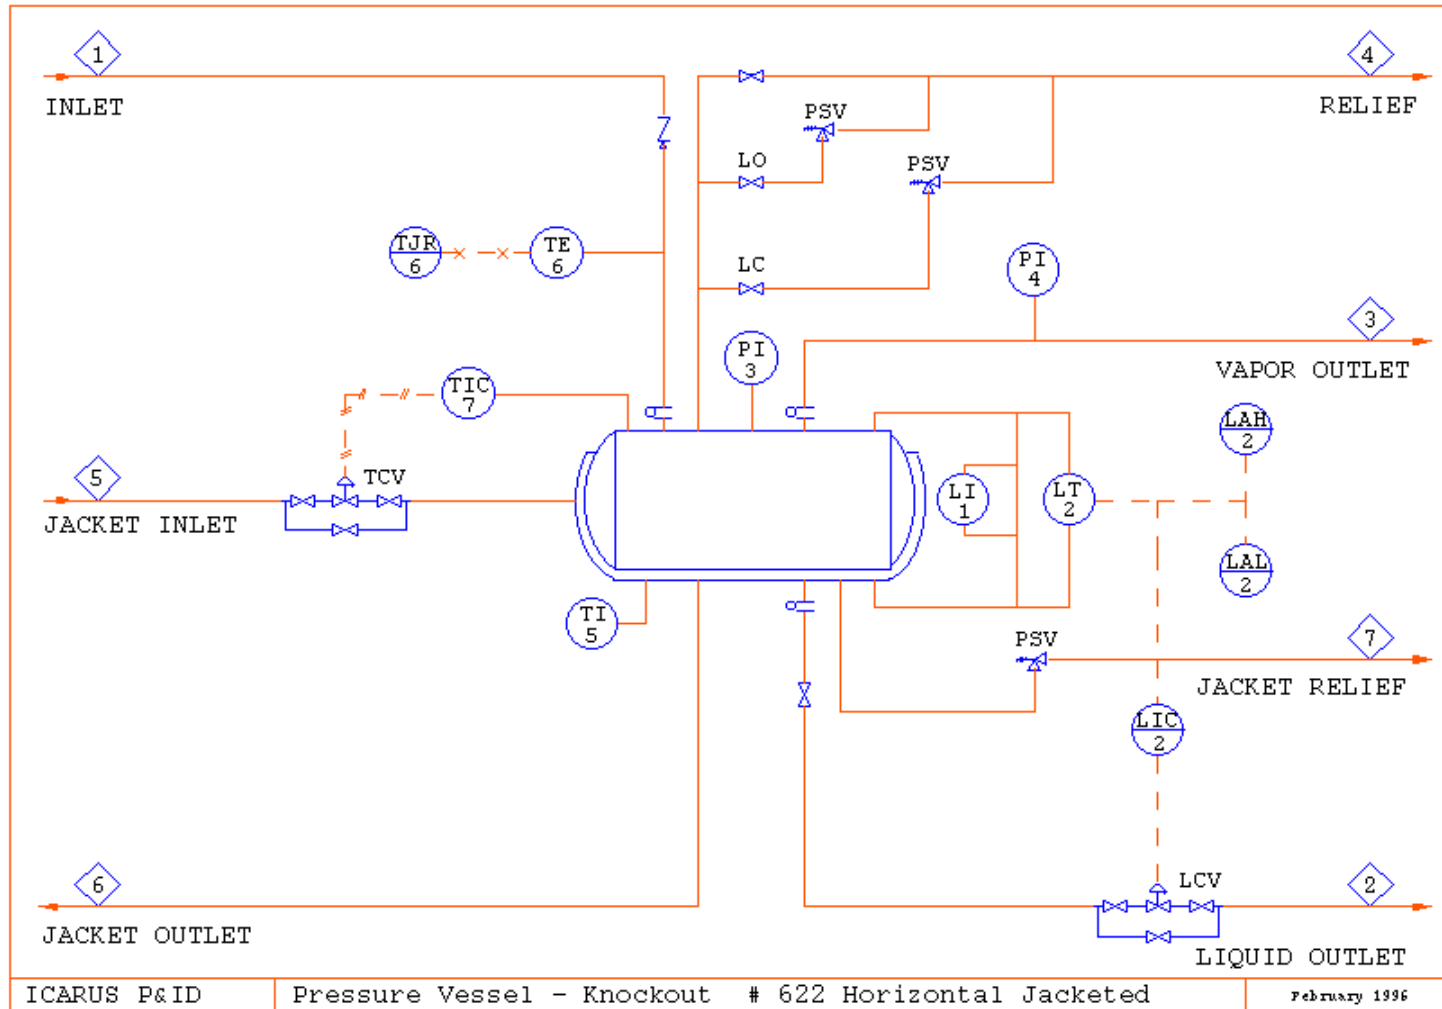 1
INLET
4
RELIEF
PSV
LO
PSV
TJR
6
TE
6
LC
PI
4
3
VAPOR OUTLET
PI
3
TIC
7
LAH
2
5
JACKET INLET
TCV
LI
1
LT
2
LAL
2
TI
5
PSV
7
JACKET RELIEF
LIC
2
6
JACKET OUTLET
LCV
2
LIQUID OUTLET
ICARUS P&ID
Pressure Vessel - Knockout # 622 Horizontal Jacketed
February 1996